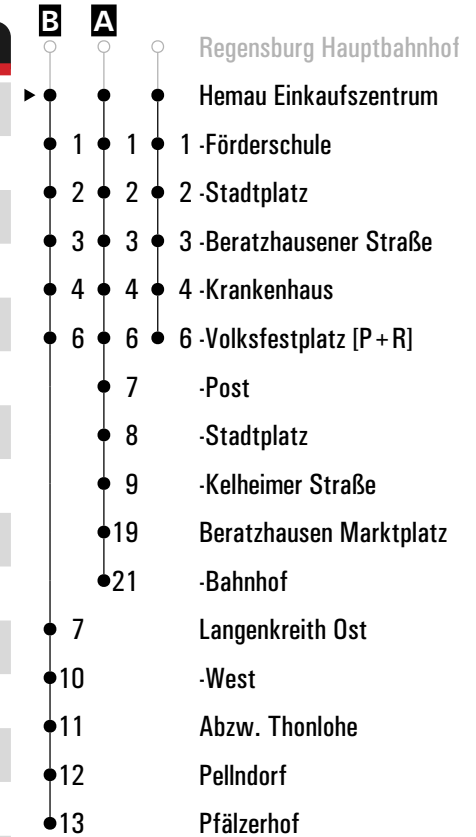 B A
Regensburg Hauptbahnhof
Hemau Einkaufszentrum
1 1 1 -Förderschule
2 2 2 -Stadtplatz
3 3 3 -Beratzhausener Straße
4 4 4 -Krankenhaus
6 6 6 -Volksfestplatz [P+R]
7 -Post
8 -Stadtplatz
9 -Kelheimer Straße
19 Beratzhausen Marktplatz
21 -Bahnhof
7 Langenkreith Ost
10 -West
11 Abzw. Thonlohe
12 Pellndorf
13 Pfälzerhof